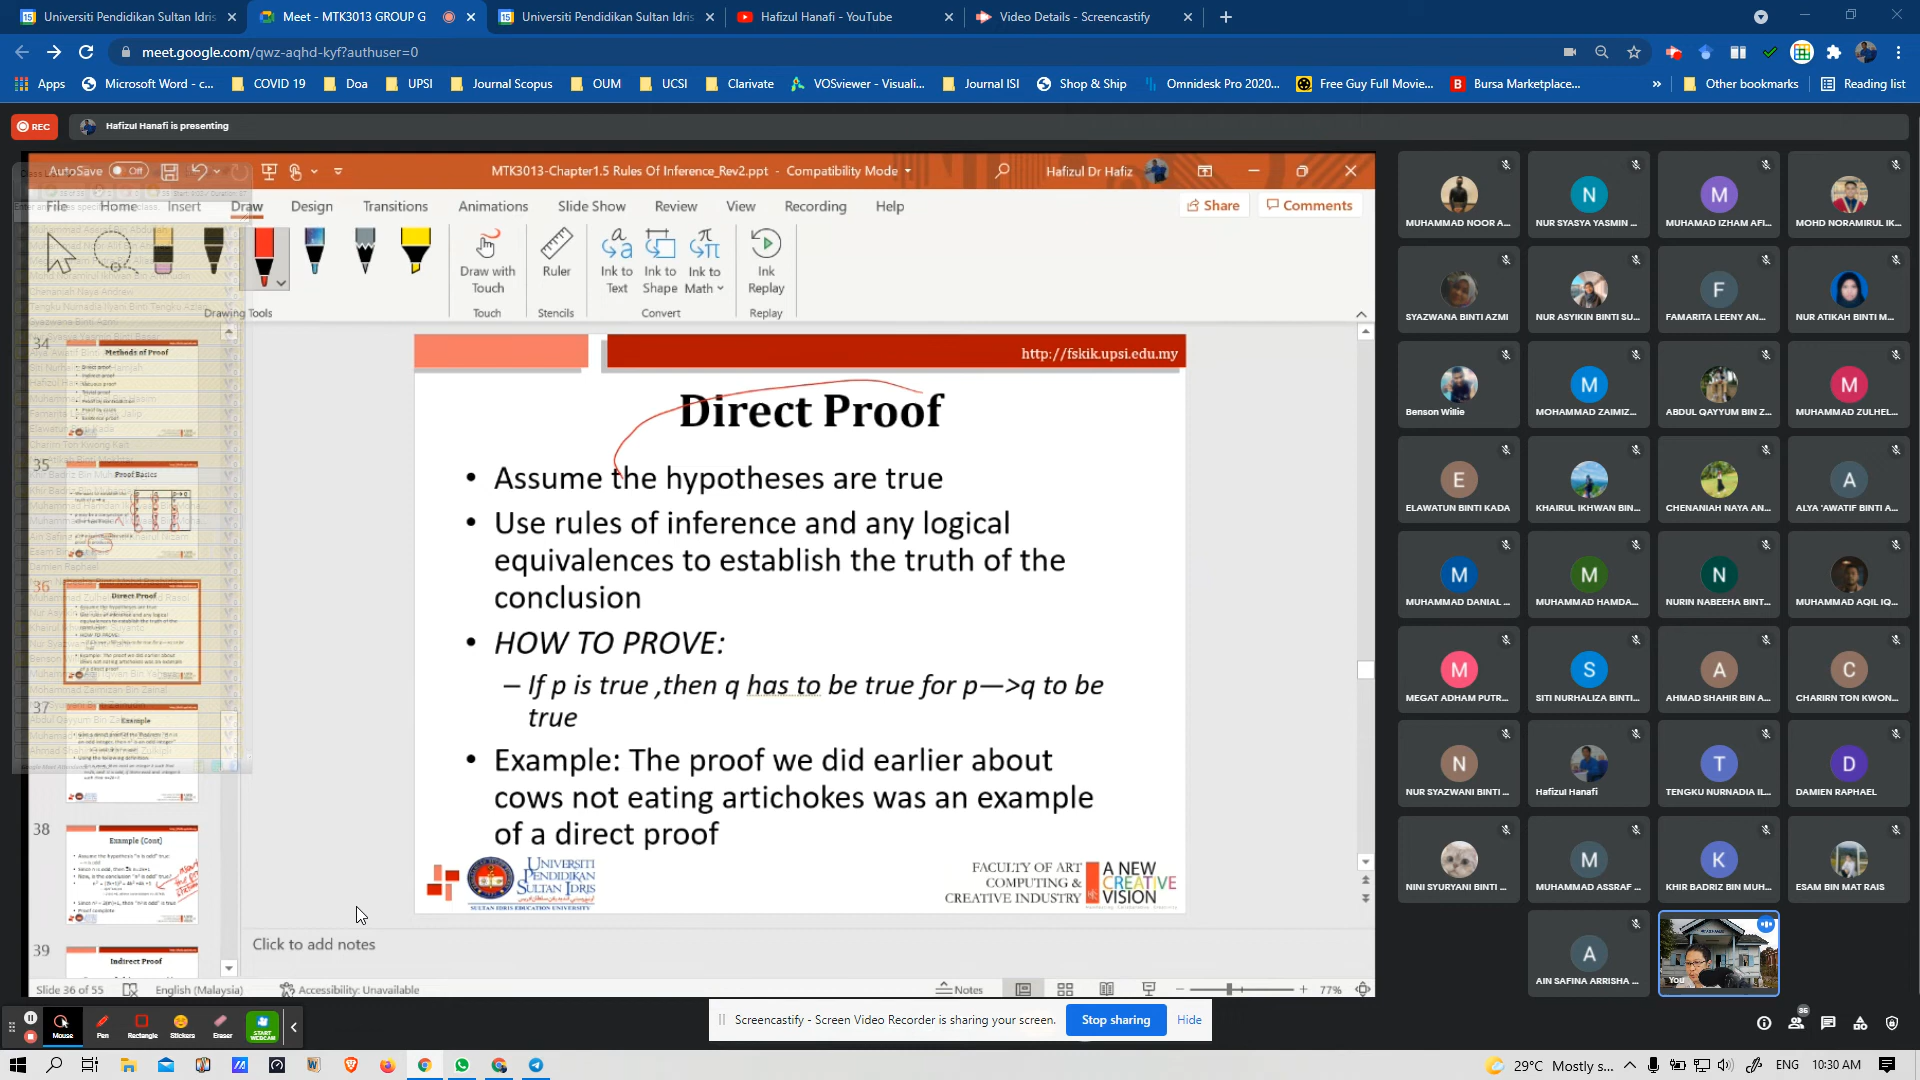 Universiti Pendidikan Sultan Idris
Meet - MTK3013 GROUP G
Universiti Pendidikan Sultan Idris
Hafizul Hanafi - YouTube
Video Details - Screencastify
meet.google.com/qwz-aqhd-kyf?authuser=0
Apps
Microsoft Word - c...
COVID 19
Doa
UPSI
Journal Scopus
OUM
UCSI
Clarivate
VOSviewer - Visuali...
Journal ISI
Shop & Ship
Omnidesk Pro 2020...
Free Guy Full Movie...
Bursa Marketplace...
»
Other bookmarks
Reading list
REC
Hafizul Hanafi is presenting
AutoSave Off
MTK3013-Chapter1.5 Rules Of Inference_Rev2.ppt - Compatibility Mode
Hafizul Dr Hafiz
File Home Insert Draw Design Transitions Animations Slide Show Review View Recording Help
Share
Comments
Draw with Touch
Ruler
Ink to Text
Ink to Shape
Ink to Math
Ink Replay
Drawing Tools
Touch
Stencils
Convert
Replay
34
Methods of Proof
35
Proof Basics
36
Direct Proof
37
Example
38
Example (Cont)
39
Indirect Proof
http://fskik.upsi.edu.my
Direct Proof
• Assume the hypotheses are true
• Use rules of inference and any logical
equivalences to establish the truth of the
conclusion
• HOW TO PROVE:
– If p is true ,then q has to be true for p—>q to be
true
• Example: The proof we did earlier about
cows not eating artichokes was an example
of a direct proof
UNIVERSITI
PENDIDIKAN
SULTAN IDRIS
SULTAN IDRIS EDUCATION UNIVERSITY
FACULTY OF ART
COMPUTING &
CREATIVE INDUSTRY
A NEW
CREATIVE
VISION
Click to add notes
Slide 36 of 55
English (Malaysia)
Accessibility: Unavailable
Notes
77%
MUHAMMAD NOOR A...
NUR SYASYA YASMIN ...
MUHAMAD IZHAM AFI...
MOHD NORAMIRUL IK...
SYAZWANA BINTI AZMI
NUR ASYIKIN BINTI SU...
FAMARITA LEENY AN...
NUR ATIKAH BINTI M...
Benson Willie
MOHAMMAD ZAIMIZ...
ABDUL QAYYUM BIN Z...
MUHAMMAD ZULHEL...
ELAWATUN BINTI KADA
KHAIRUL IKHWAN BIN...
CHENANIAH NAYA AN...
ALYA 'AWATIF BINTI A...
MUHAMMAD DANIAL ...
MUHAMMAD HAMDA...
NURIN NABEEHA BINT...
MUHAMMAD AQIL IQ...
MEGAT ADHAM PUTR...
SITI NURHALIZA BINTI...
AHMAD SHAHIR BIN A...
CHARIRN TON KWON...
NUR SYAZWANI BINTI ...
Hafizul Hanafi
TENGKU NURNADIA IL...
DAMIEN RAPHAEL
NINI SYURYANI BINTI ...
MUHAMMAD ASSRAF ...
KHIR BADRIZ BIN MUH...
ESAM BIN MAT RAIS
AIN SAFINA ARRISHA ...
You
36
Mouse
Pen
Rectangle
Stickers
Eraser
START WEBCAM
Screencastify - Screen Video Recorder is sharing your screen.
Stop sharing
Hide
29°C Mostly s...
ENG
10:30 AM